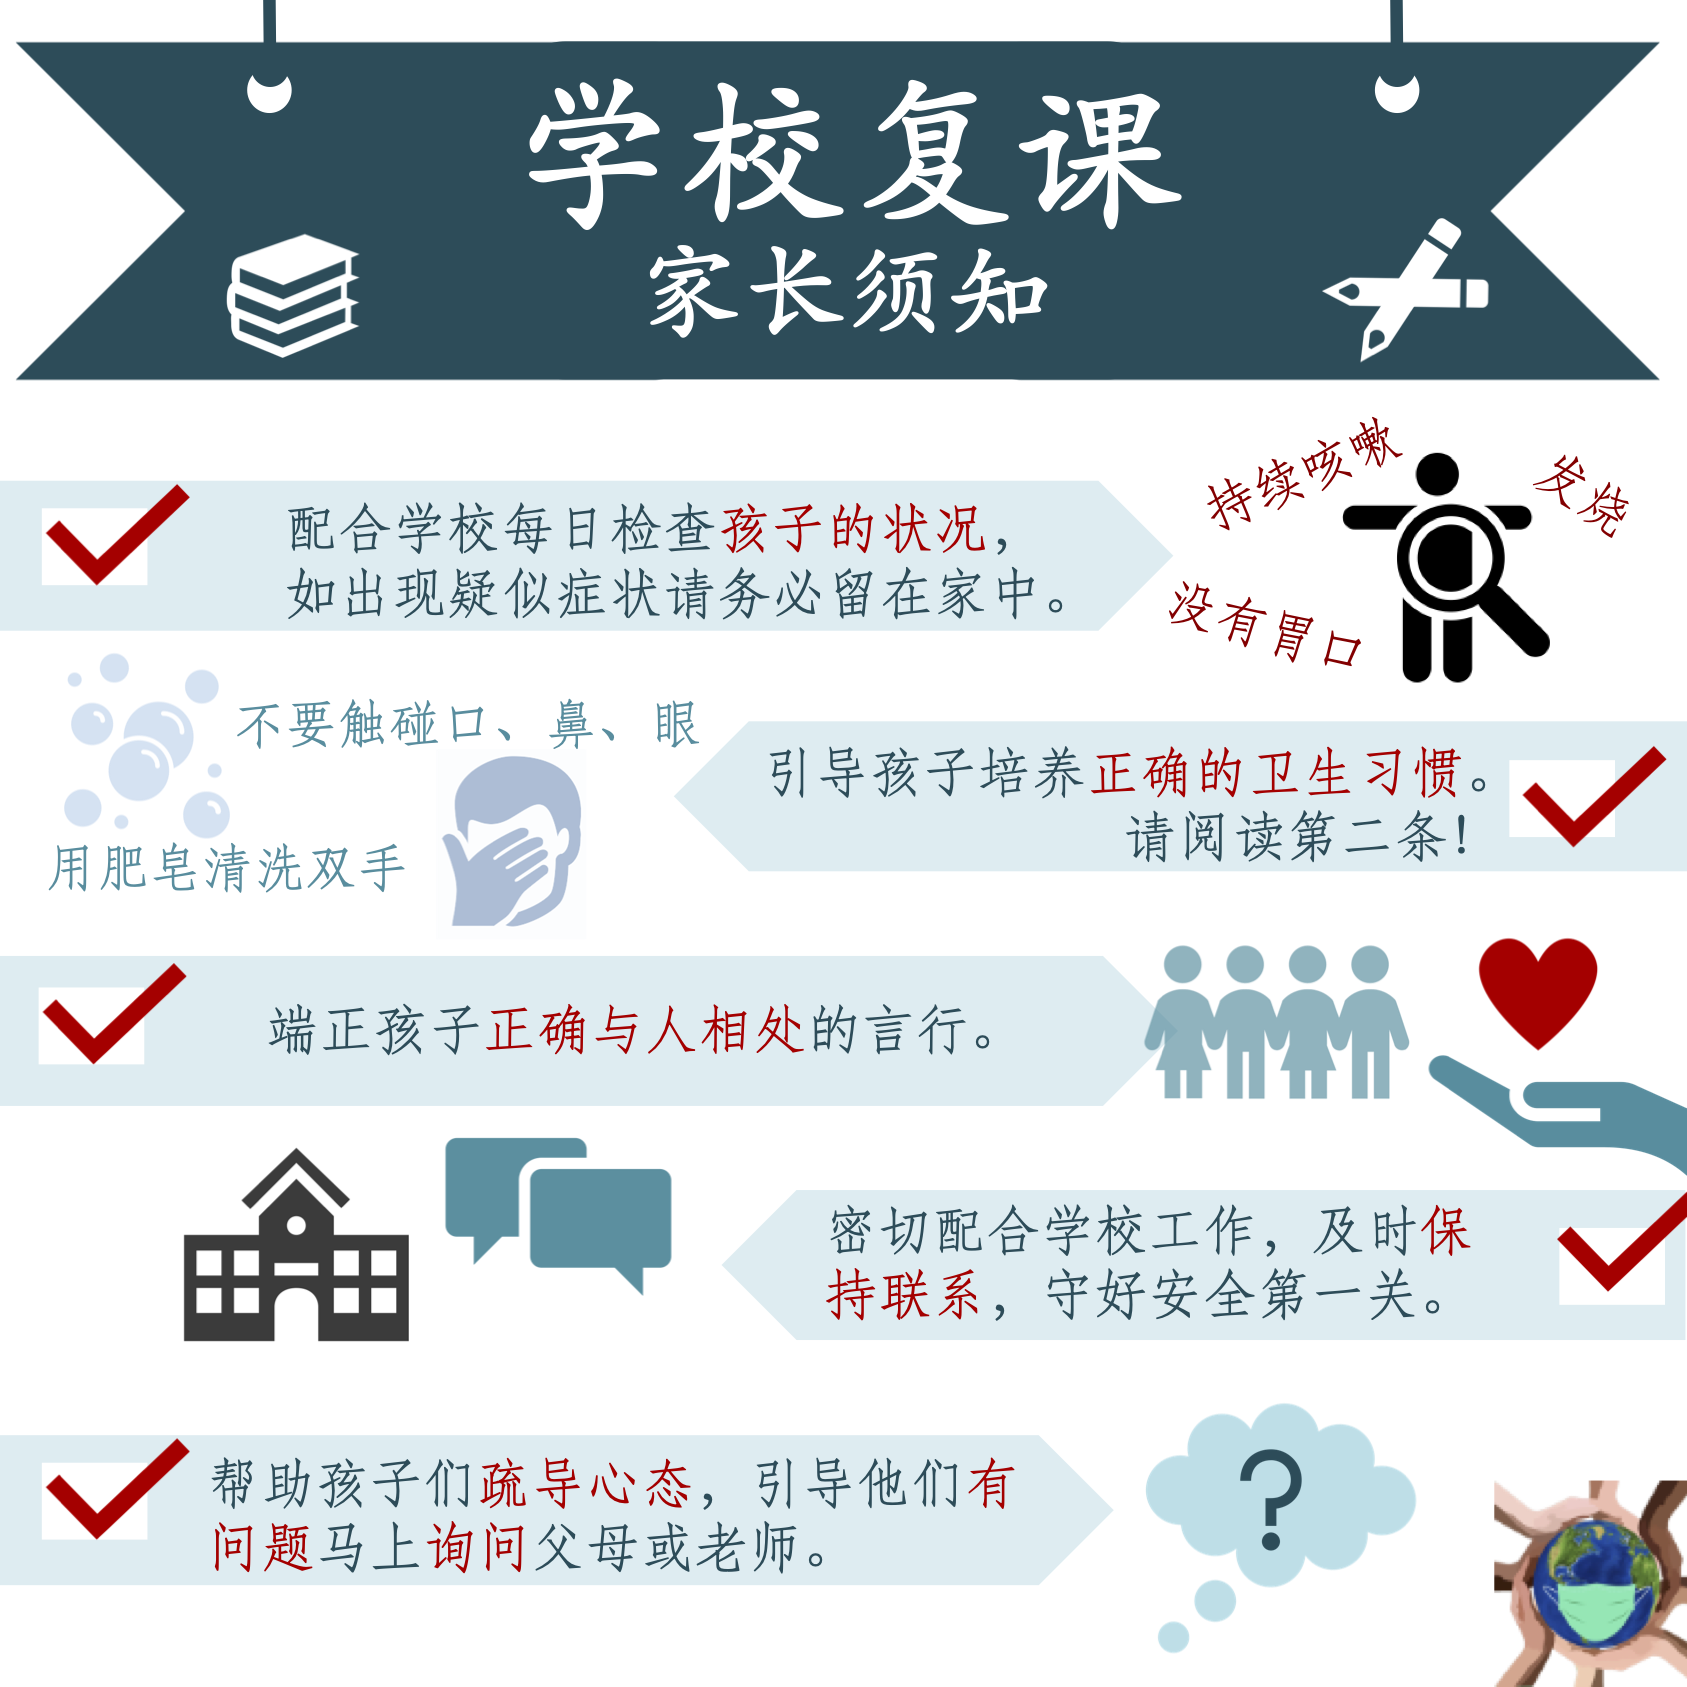 学校复课
家长须知
持续咳嗽
发烧
配合学校每日检查孩子的状况，
如出现疑似症状请务必留在家中。
没有胃口
不要触碰口、鼻、眼
引导孩子培养正确的卫生习惯。
请阅读第二条！
用肥皂清洗双手
端正孩子正确与人相处的言行。
密切配合学校工作，及时保
持联系，守好安全第一关。
帮助孩子们疏导心态，引导他们有
问题马上询问父母或老师。
?